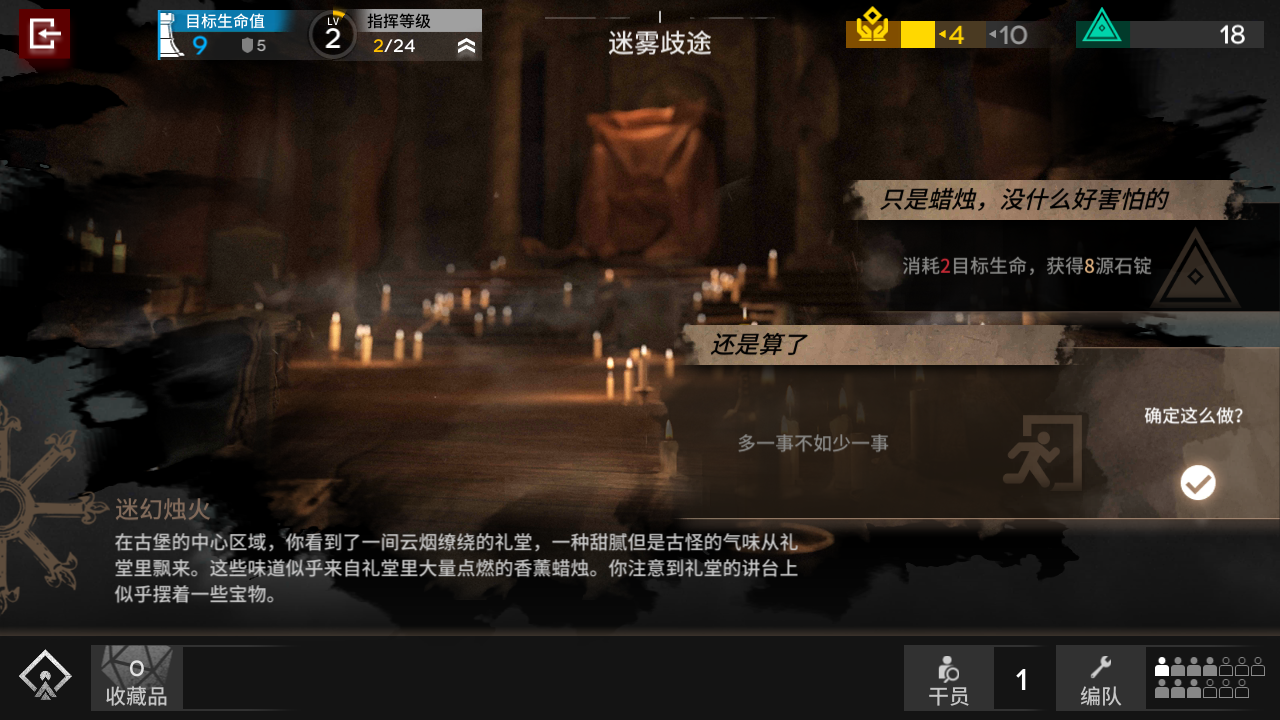 目标生命值
9
5
LV
2
指挥等级
2/24
迷雾歧途
4
10
18
只是蜡烛，没什么好害怕的
消耗2目标生命，获得8源石锭
还是算了
多一事不如少一事
确定这么做？
迷幻烛火
在古堡的中心区域，你看到了一间云烟缭绕的礼堂，一种甜腻但是古怪的气味从礼
堂里飘来。这些味道似乎来自礼堂里大量点燃的香薰蜡烛。你注意到礼堂的讲台上
似乎摆着一些宝物。
0
收藏品
干员
1
编队